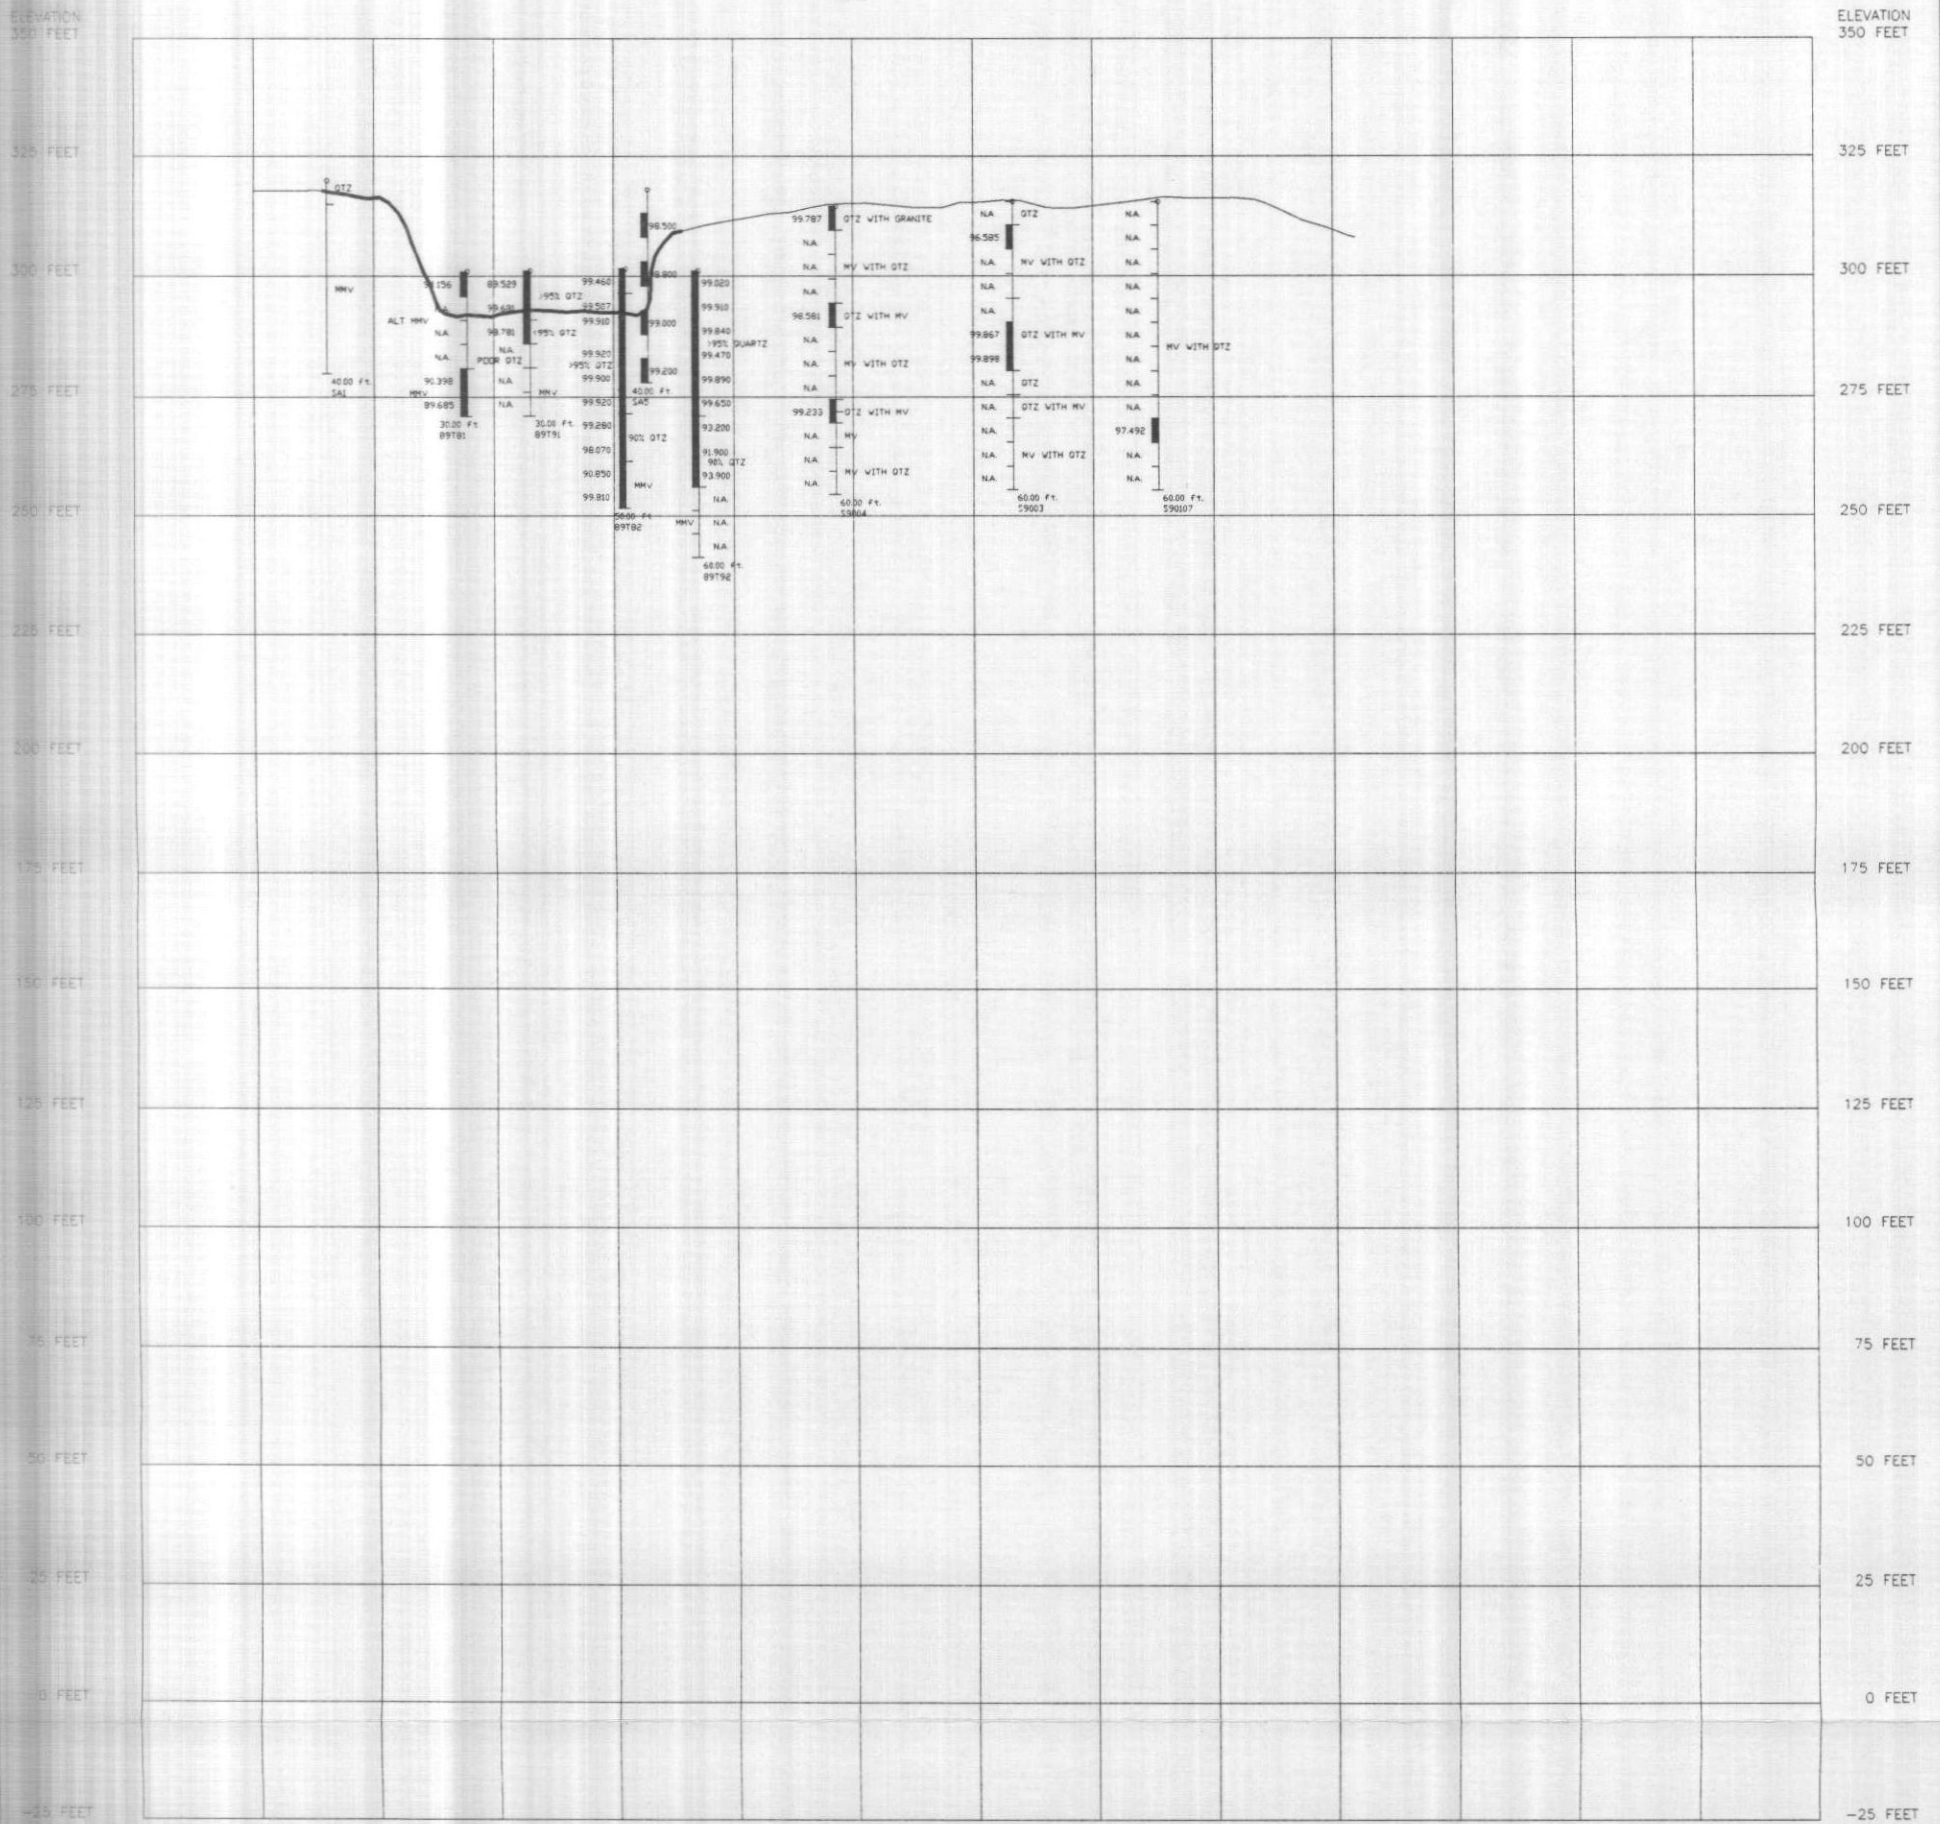 ELEVATION
350 FEET
325 FEET
300 FEET
275 FEET
250 FEET
225 FEET
200 FEET
175 FEET
150 FEET
125 FEET
100 FEET
75 FEET
50 FEET
25 FEET
0 FEET
-25 FEET
QTZ
MMV
40.00 Ft.
SA1
ALT MMV
N.A.
N.A.
N.A.
90.398
MMV
89.685
30.00 Ft.
89T81
89.529
>95% QTZ
99.691
98.781
<95% QTZ
N.A.
POOR QTZ
N.A.
MMV
N.A.
30.00 Ft.
89T91
99.460
99.507
99.910
99.920
>95% QTZ
99.900
99.920
99.280
90% QTZ
98.070
90.850
MMV
99.810
50.00 Ft.
89T82
98.500
98.800
99.000
99.200
40.00 Ft.
SA5
99.020
99.910
99.840
>95% QUARTZ
99.470
99.890
99.650
93.200
91.900
90% QTZ
93.900
N.A.
MMV
N.A.
N.A.
60.00 Ft.
89T92
99.787
QTZ WITH GRANITE
N.A.
N.A.
MV WITH QTZ
N.A.
98.581
QTZ WITH MV
N.A.
N.A.
MV WITH QTZ
N.A.
99.233
QTZ WITH MV
N.A.
MV
N.A.
MV WITH QTZ
N.A.
60.00 Ft.
S9004
N.A.
QTZ
96.585
N.A.
MV WITH QTZ
N.A.
N.A.
99.867
QTZ WITH MV
99.898
N.A.
QTZ
N.A.
QTZ WITH MV
N.A.
N.A.
MV WITH QTZ
N.A.
60.00 Ft.
S9003
N.A.
N.A.
N.A.
N.A.
N.A.
N.A.
MV WITH QTZ
N.A.
N.A.
N.A.
97.492
N.A.
N.A.
60.00 Ft.
S90107
ELEVATION
350 FEET
325 FEET
300 FEET
275 FEET
250 FEET
225 FEET
200 FEET
175 FEET
150 FEET
125 FEET
100 FEET
75 FEET
50 FEET
25 FEET
0 FEET
-25 FEET